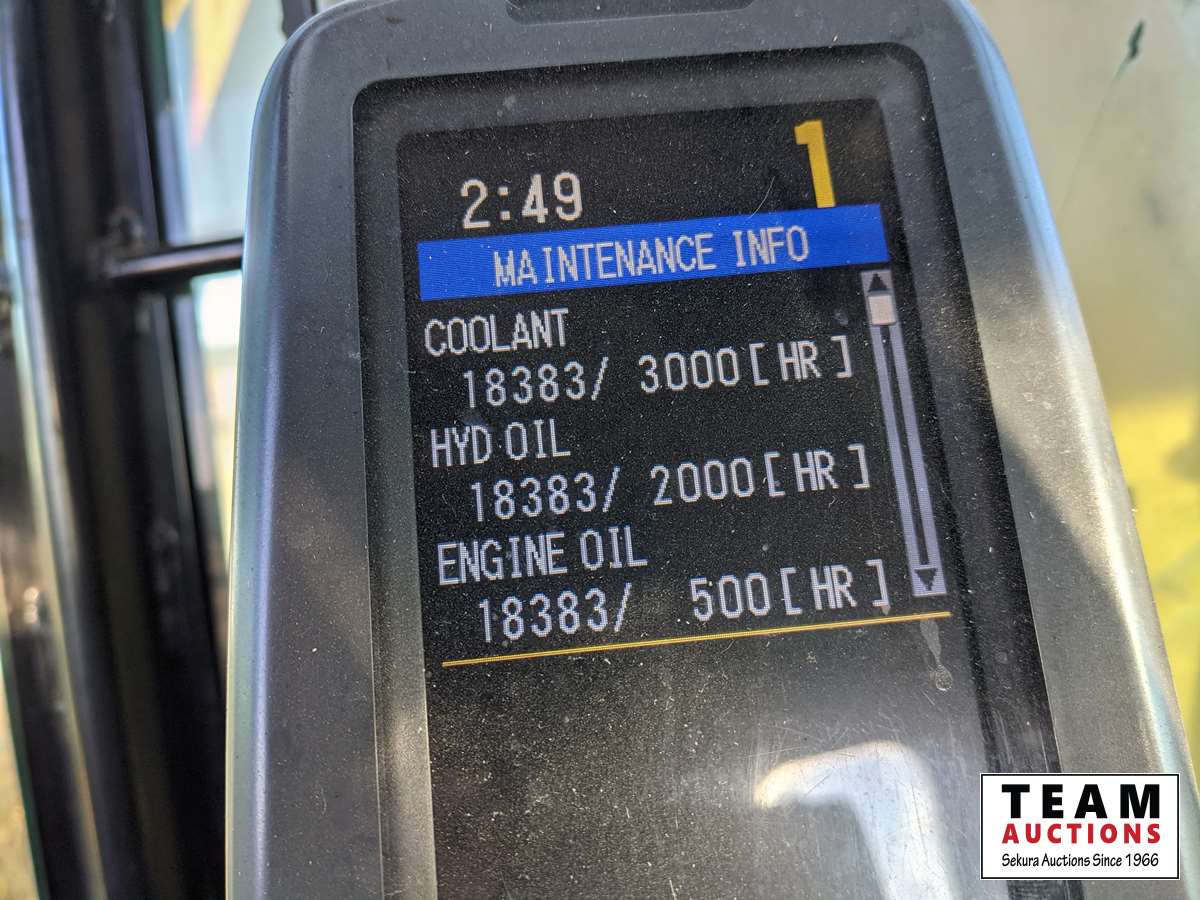 1
2:49
MAINTENANCE INFO
COOLANT
18383/ 3000[HR]
HYD OIL
18383/ 2000[HR]
ENGINE OIL
18383/ 500[HR]
TEAM
AUCTIONS
Sekura Auctions Since 1966